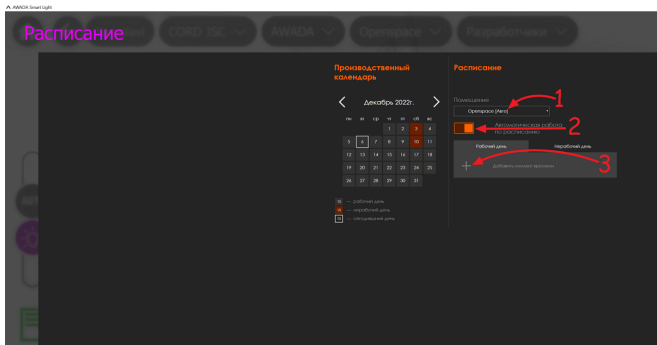 AWADA Smart Light
Расписание
CORD JSC
AWADA
Openspace
Разработчики
Производственный
календарь
Декабрь 2022г.
пн вт ср чт пт сб вс
1 2 3 4
5 6 7 8 9 10 11
12 13 14 15 16 17 18
19 20 21 22 23 24 25
26 27 28 29 30 31
— рабочий день
— нерабочий день
— сегодняшний день
Расписание
Помещение
Openspace (Авто)
1
Автоматическая работа
по расписанию
2
Рабочий день
Нерабочий день
Добавить момент времени
3